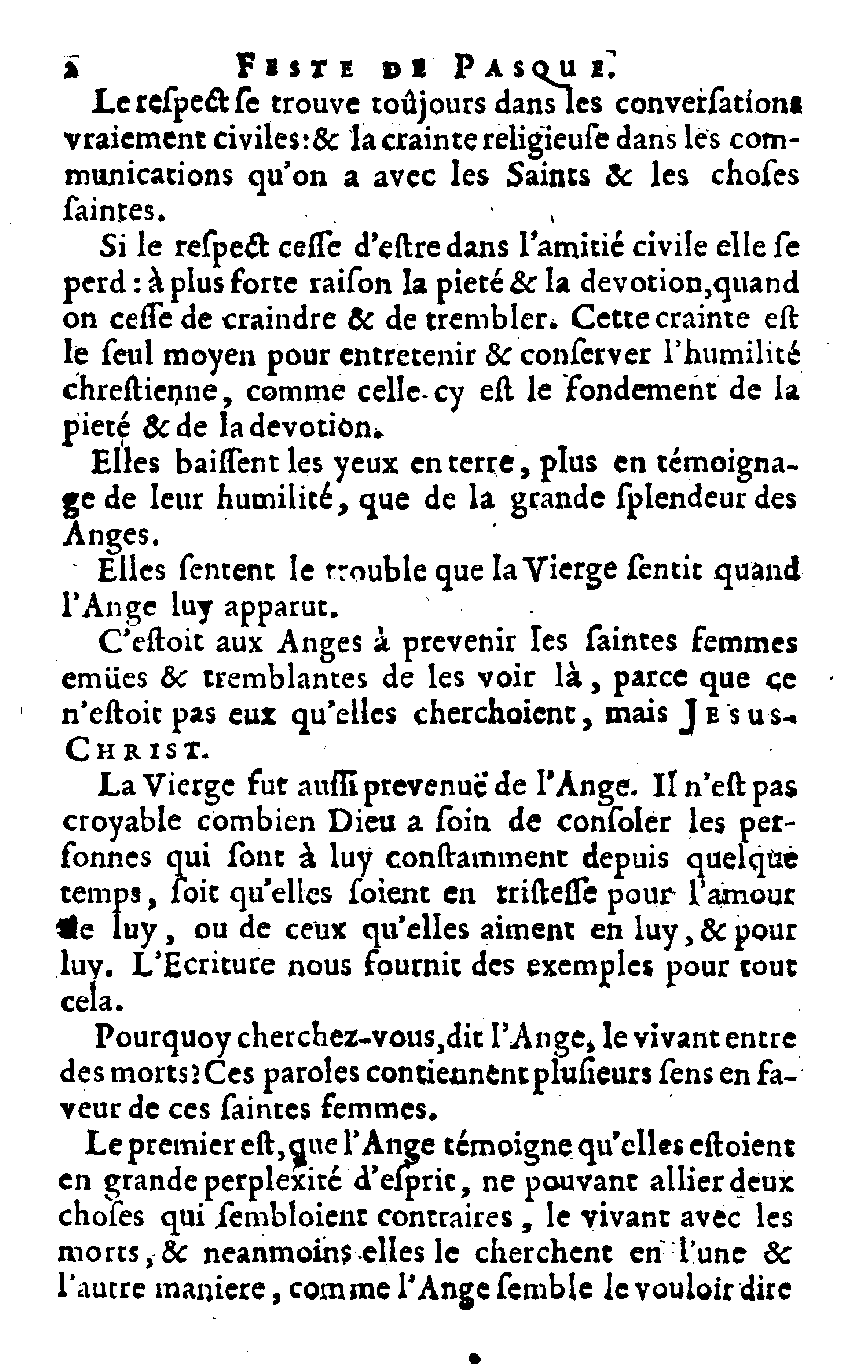 2 FESTE DE PASQUE.
Le reſpect ſe trouve toûjours dans les converſations
vraiement civiles: & la crainte religieuſe dans les com-
munications qu'on a avec les Saints & les choſes
ſaintes.
Si le reſpect ceſſe d'eſtre dans l'amitié civile elle ſe
perd : à plus forte raiſon la pieté & la devotion, quand
on ceſſe de craindre & de trembler. Cette crainte eſt
le ſeul moyen pour entretenir & conſerver l'humilité
chreſtienne, comme celle-cy eſt le fondement de la
pieté & de la devotion.
Elles baiſſent les yeux en terre, plus en témoigna-
ge de leur humilité, que de la grande ſplendeur des
Anges.
Elles ſentent le trouble que la Vierge ſentit quand
l'Ange luy apparut.
C'eſtoit aux Anges à prevenir les ſaintes femmes
emües & tremblantes de les voir là, parce que ce
n'eſtoit pas eux qu'elles cherchoient, mais JESUS-
CHRIST.
La Vierge fut auſſi prevenuë de l'Ange. Il n'eſt pas
croyable combien Dieu a ſoin de conſoler les per-
ſonnes qui ſont à luy conſtamment depuis quelque
temps, ſoit qu'elles ſoient en triſteſſe pour l'amour
de luy, ou de ceux qu'elles aiment en luy, & pour
luy. L'Ecriture nous fournit des exemples pour tout
cela.
Pourquoy cherchez-vous, dit l'Ange, le vivant entre
des morts? Ces paroles contiennent pluſieurs ſens en fa-
veur de ces ſaintes femmes.
Le premier eſt, que l'Ange témoigne qu'elles eſtoient
en grande perplexité d'eſprit, ne pouvant allier deux
choſes qui ſembloient contraires, le vivant avec les
morts, & neanmoins elles le cherchent en l'une &
l'autre maniere, comme l'Ange ſemble le vouloir dire